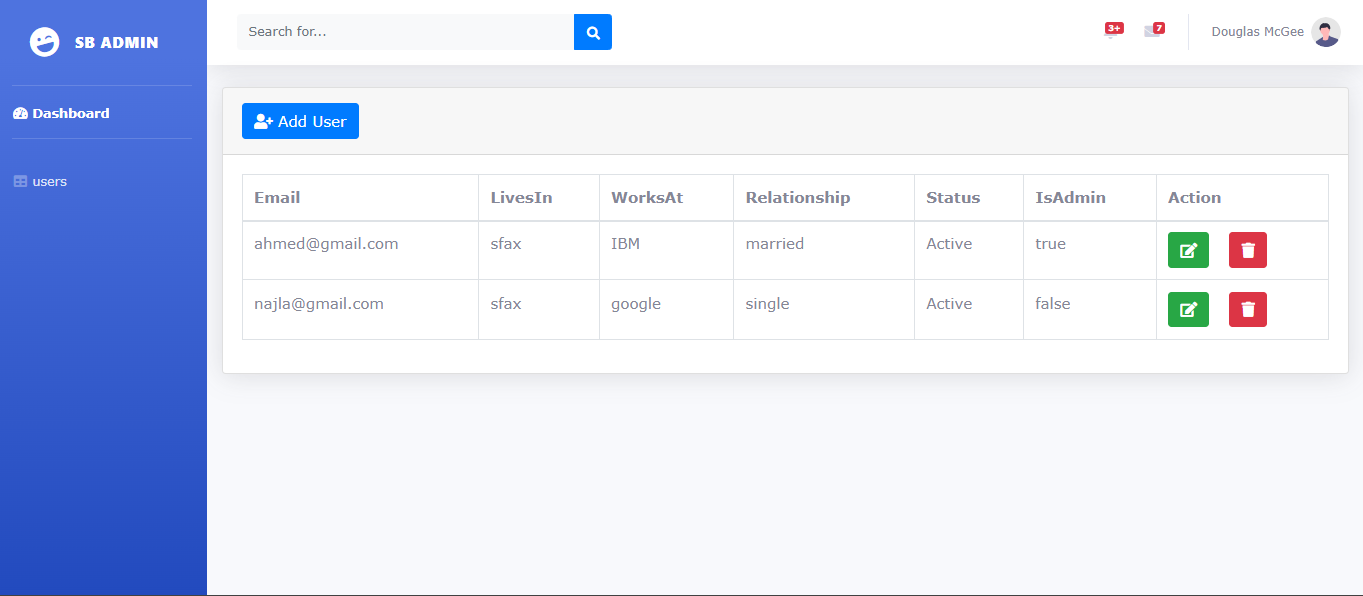 SB ADMIN
Search for...
3+
7
Douglas McGee
Dashboard
users
Add User
Email LivesIn WorksAt Relationship Status IsAdmin Action
ahmed@gmail.com sfax IBM married Active true
najla@gmail.com sfax google single Active false